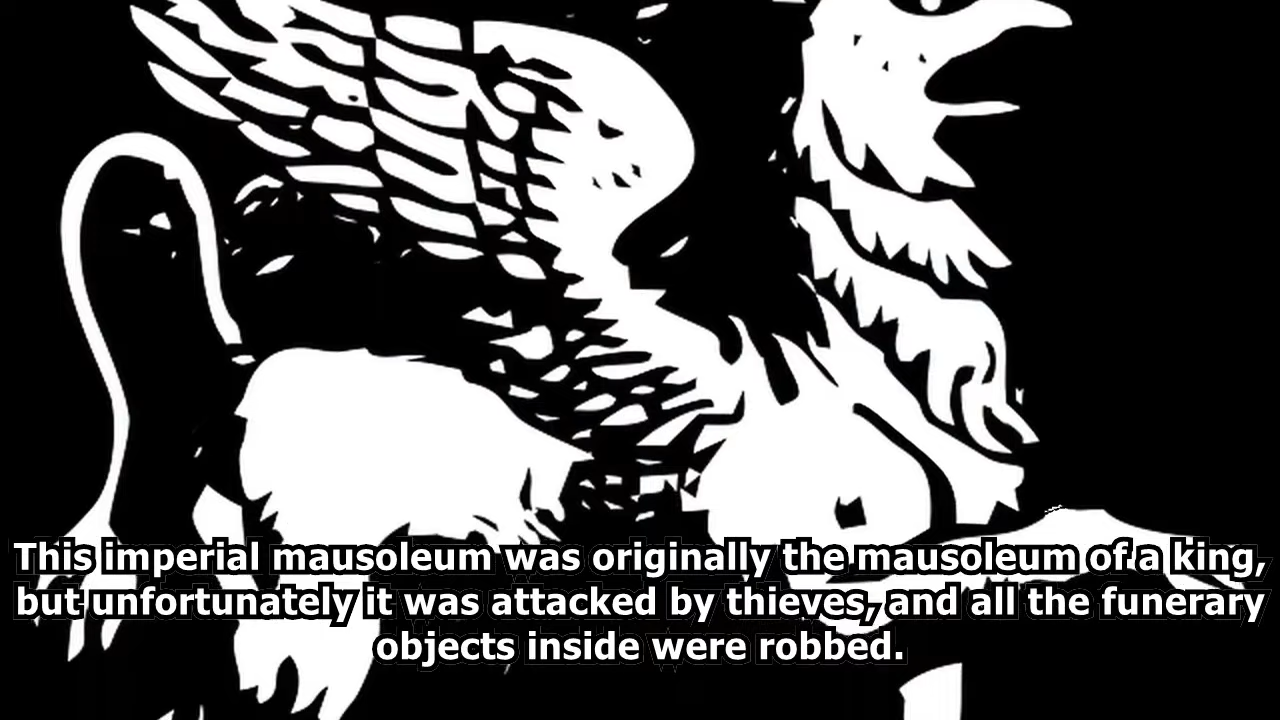 This imperial mausoleum was originally the mausoleum of a king,
but unfortunately it was attacked by thieves, and all the funerary
objects inside were robbed.